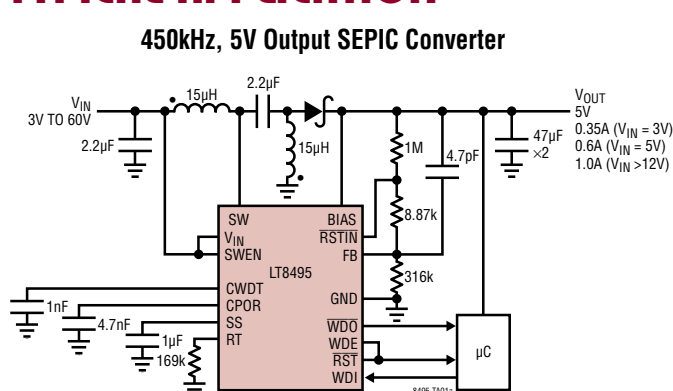 450kHz, 5V Output SEPIC Converter
VIN
3V TO 60V
2.2µF
15µH
2.2µF
15µH
1M
4.7pF
8.87k
316k
47µF
×2
VOUT
5V
0.35A (VIN = 3V)
0.6A (VIN = 5V)
1.0A (VIN >12V)
SW
BIAS
VIN
RSTIN
SWEN
FB
LT8495
CWDT
CPOR
GND
SS
WDO
RT
WDE
RST
WDI
1nF
4.7nF
1µF
169k
µC
8495 TA01a